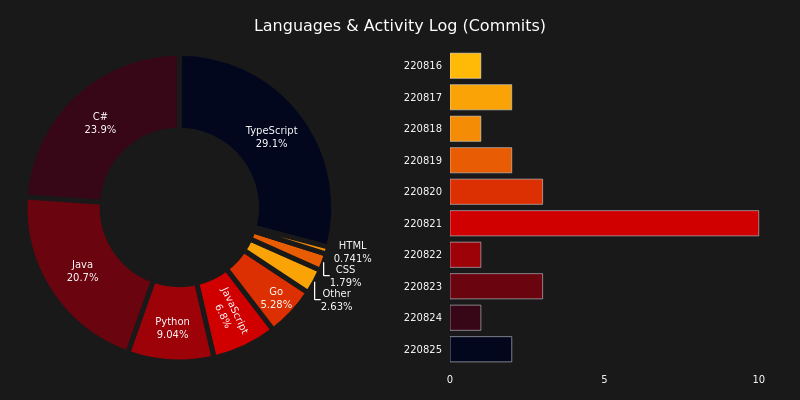 Languages & Activity Log (Commits)
C#
23.9%
TypeScript
29.1%
Java
20.7%
Python
9.04%
JavaScript
6.8%
Go
5.28%
HTML
0.741%
CSS
1.79%
Other
2.63%
220816
220817
220818
220819
220820
220821
220822
220823
220824
220825
0 5 10